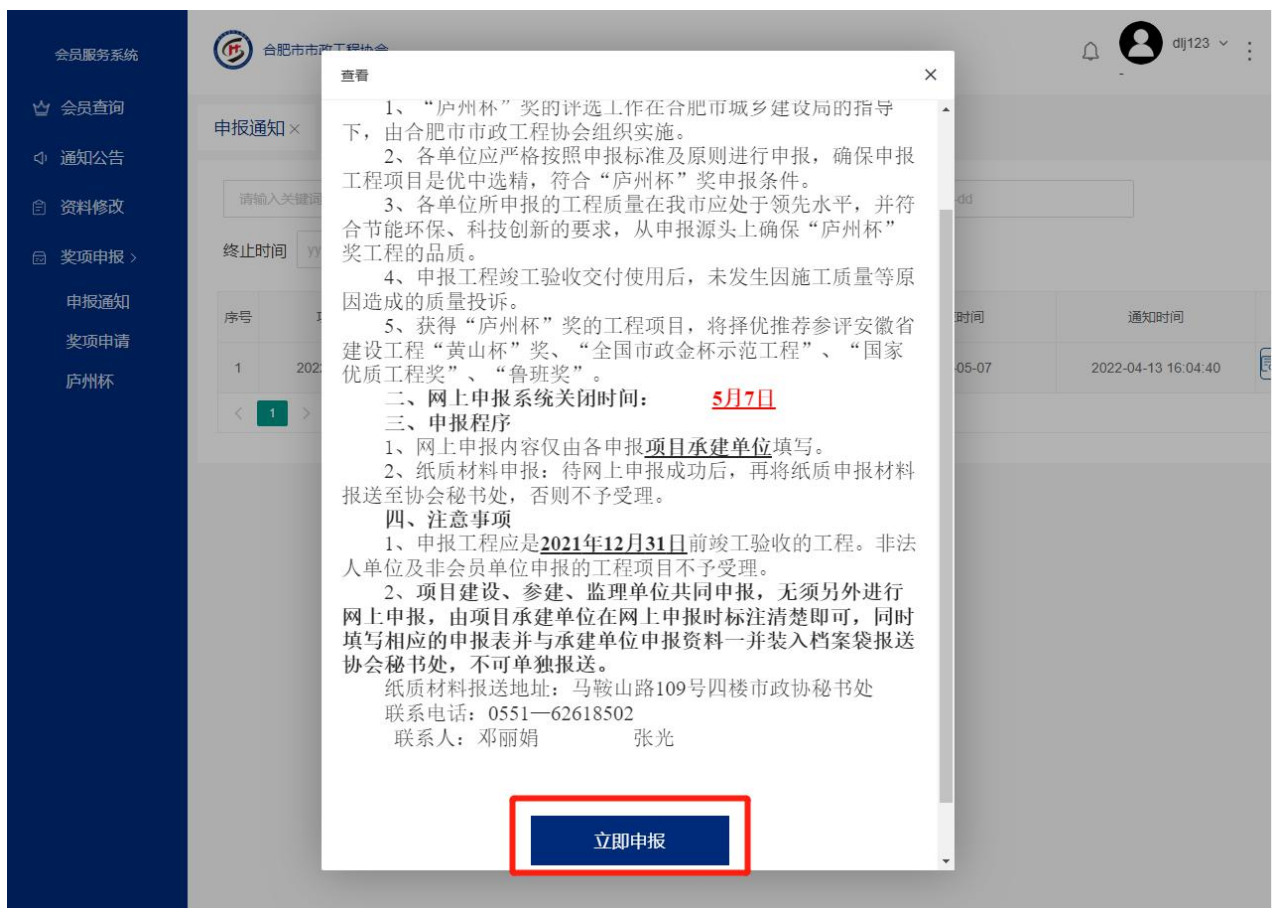 会员服务系统
合肥市市政工程协会
dlj123
会员查询
通知公告
资料修改
奖项申报
申报通知
奖项申请
庐州杯
申报通知
请输入关键词
-dd
终止时间
yy
序号
时间
通知时间
1
202
-05-07
2022-04-13 16:04:40
1
查看
1、“庐州杯”奖的评选工作在合肥市城乡建设局的指导
下，由合肥市市政工程协会组织实施。
2、各单位应严格按照申报标准及原则进行申报，确保申报
工程项目是优中选精，符合“庐州杯”奖申报条件。
3、各单位所申报的工程质量在我市应处于领先水平，并符
合节能环保、科技创新的要求，从申报源头上确保“庐州杯”
奖工程的品质。
4、申报工程竣工验收交付使用后，未发生因施工质量等原
因造成的质量投诉。
5、获得“庐州杯”奖的工程项目，将择优推荐参评安徽省
建设工程“黄山杯”奖、“全国市政金杯示范工程”、“国家
优质工程奖”、“鲁班奖”。
二、网上申报系统关闭时间： 5月7日
三、申报程序
1、网上申报内容仅由各申报项目承建单位填写。
2、纸质材料申报：待网上申报成功后，再将纸质申报材料
报送至协会秘书处，否则不予受理。
四、注意事项
1、申报工程应是2021年12月31日前竣工验收的工程。非法
人单位及非会员单位申报的工程项目不予受理。
2、项目建设、参建、监理单位共同申报，无须另外进行
网上申报，由项目承建单位在网上申报时标注清楚即可，同时
填写相应的申报表并与承建单位申报资料一并装入档案袋报送
协会秘书处，不可单独报送。
纸质材料报送地址：马鞍山路109号四楼市政协秘书处
联系电话：0551—62618502
联系人：邓丽娟 张光
立即申报